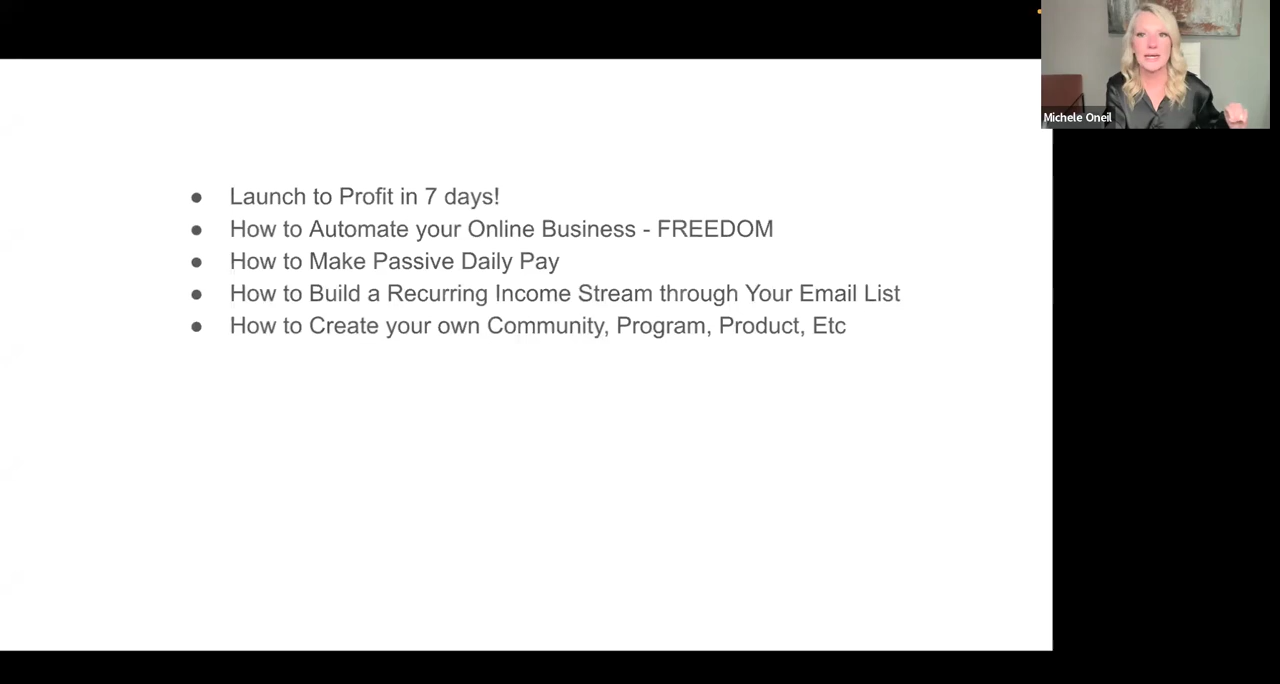 Michele Oneil
● Launch to Profit in 7 days!
● How to Automate your Online Business - FREEDOM
● How to Make Passive Daily Pay
● How to Build a Recurring Income Stream through Your Email List
● How to Create your own Community, Program, Product, Etc